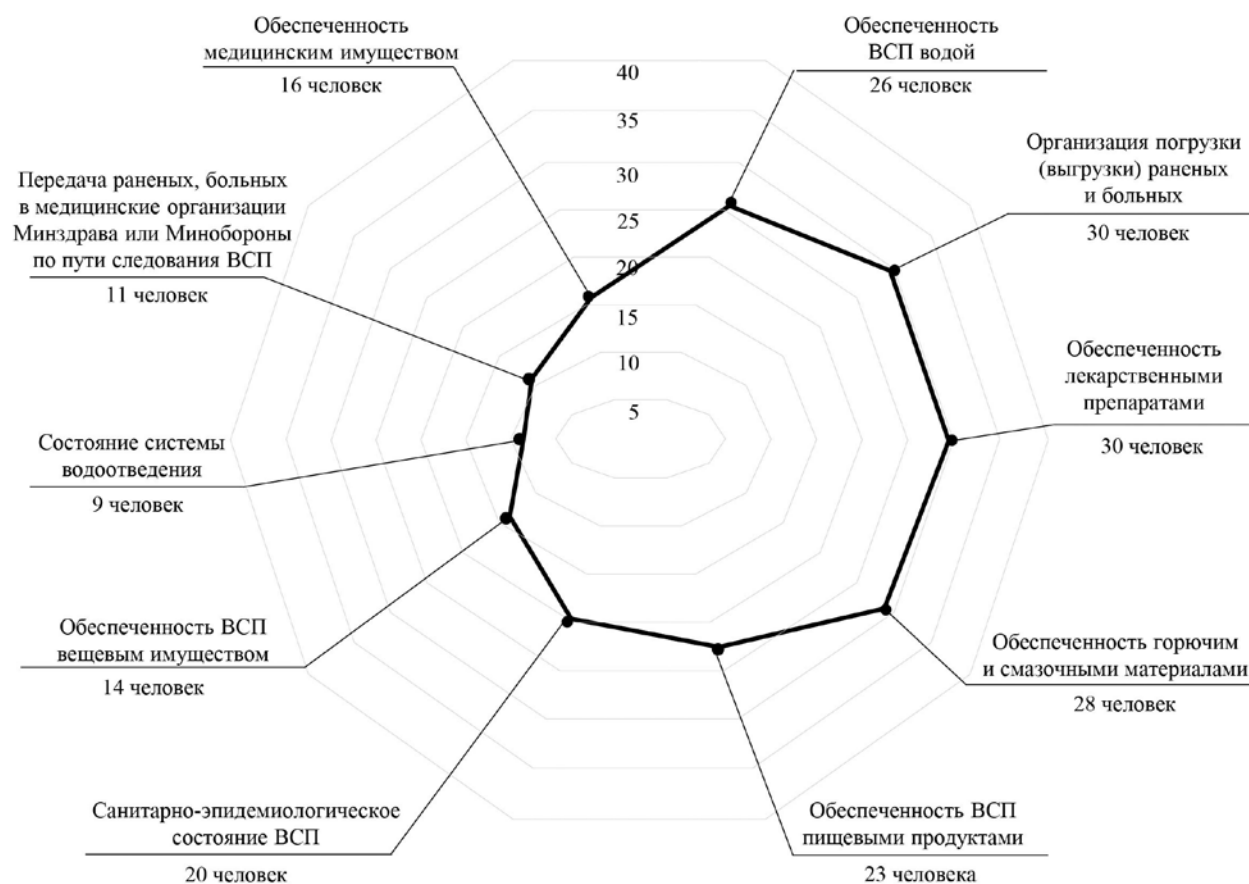 Обеспеченность
медицинским имуществом
16 человек
Обеспеченность
ВСП водой
26 человек
Организация погрузки
(выгрузки) раненых
и больных
30 человек
Обеспеченность
лекарственными
препаратами
30 человек
Обеспеченность горючим
и смазочными материалами
28 человек
Обеспеченность ВСП
пищевыми продуктами
23 человека
Санитарно-эпидемиологическое
состояние ВСП
20 человек
Обеспеченность ВСП
вещевым имуществом
14 человек
Состояние системы
водоотведения
9 человек
Передача раненых, больных
в медицинские организации
Минздрава или Минобороны
по пути следования ВСП
11 человек
40
35
30
25
20
15
10
5